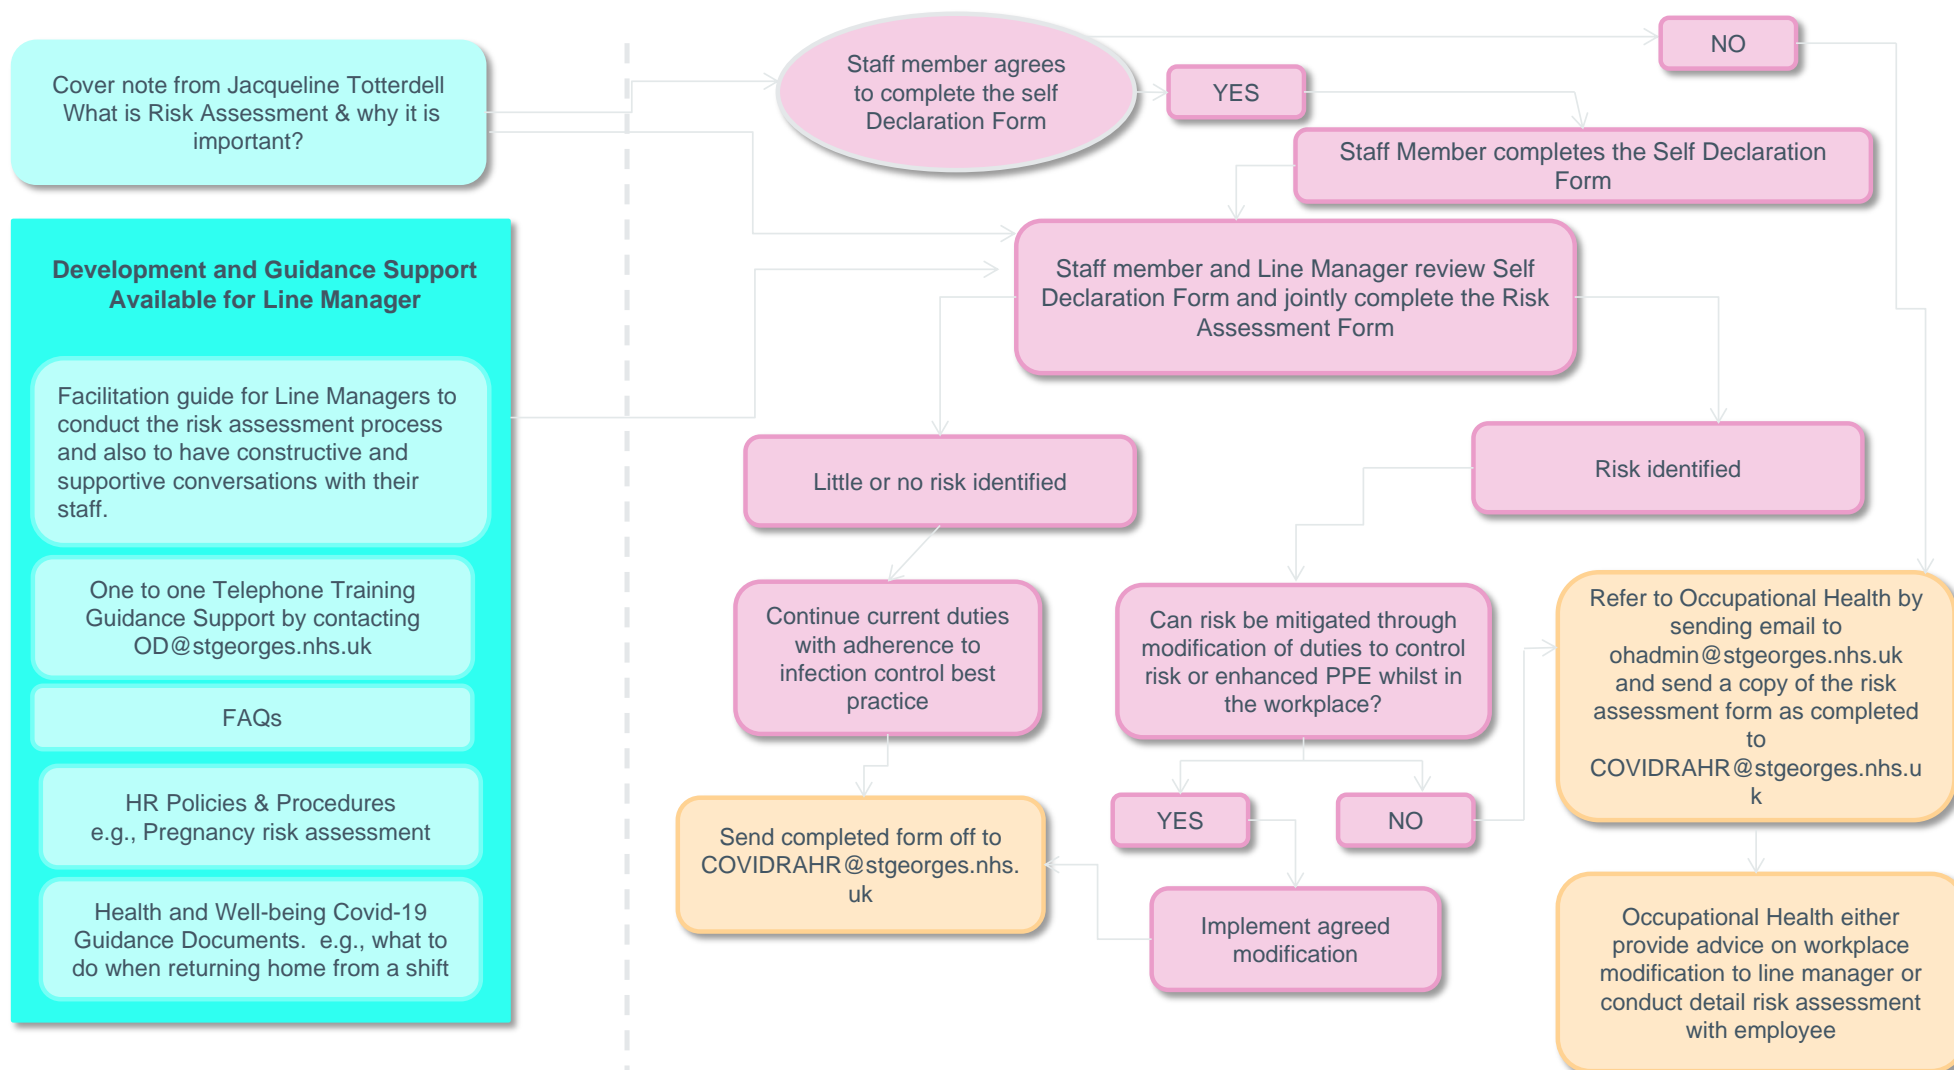 Cover note from Jacqueline Totterdell
What is Risk Assessment & why it is
important?
Development and Guidance Support
Available for Line Manager
Facilitation guide for Line Managers to
conduct the risk assessment process
and also to have constructive and
supportive conversations with their
staff.
One to one Telephone Training
Guidance Support by contacting
OD@stgeorges.nhs.uk
FAQs
HR Policies & Procedures
e.g., Pregnancy risk assessment
Health and Well-being Covid-19
Guidance Documents.  e.g., what to
do when returning home from a shift
Staff member agrees
to complete the self
Declaration Form
YES
NO
Staff Member completes the Self Declaration
Form
Staff member and Line Manager review Self
Declaration Form and jointly complete the Risk
Assessment Form
Little or no risk identified
Risk identified
Continue current duties
with adherence to
infection control best
practice
Can risk be mitigated through
modification of duties to control
risk or enhanced PPE whilst in
the workplace?
Refer to Occupational Health by
sending email to
ohadmin@stgeorges.nhs.uk
and send a copy of the risk
assessment form as completed
to
COVIDRAHR@stgeorges.nhs.u
k
YES
NO
Send completed form off to
COVIDRAHR@stgeorges.nhs.
uk
Implement agreed
modification
Occupational Health either
provide advice on workplace
modification to line manager or
conduct detail risk assessment
with employee